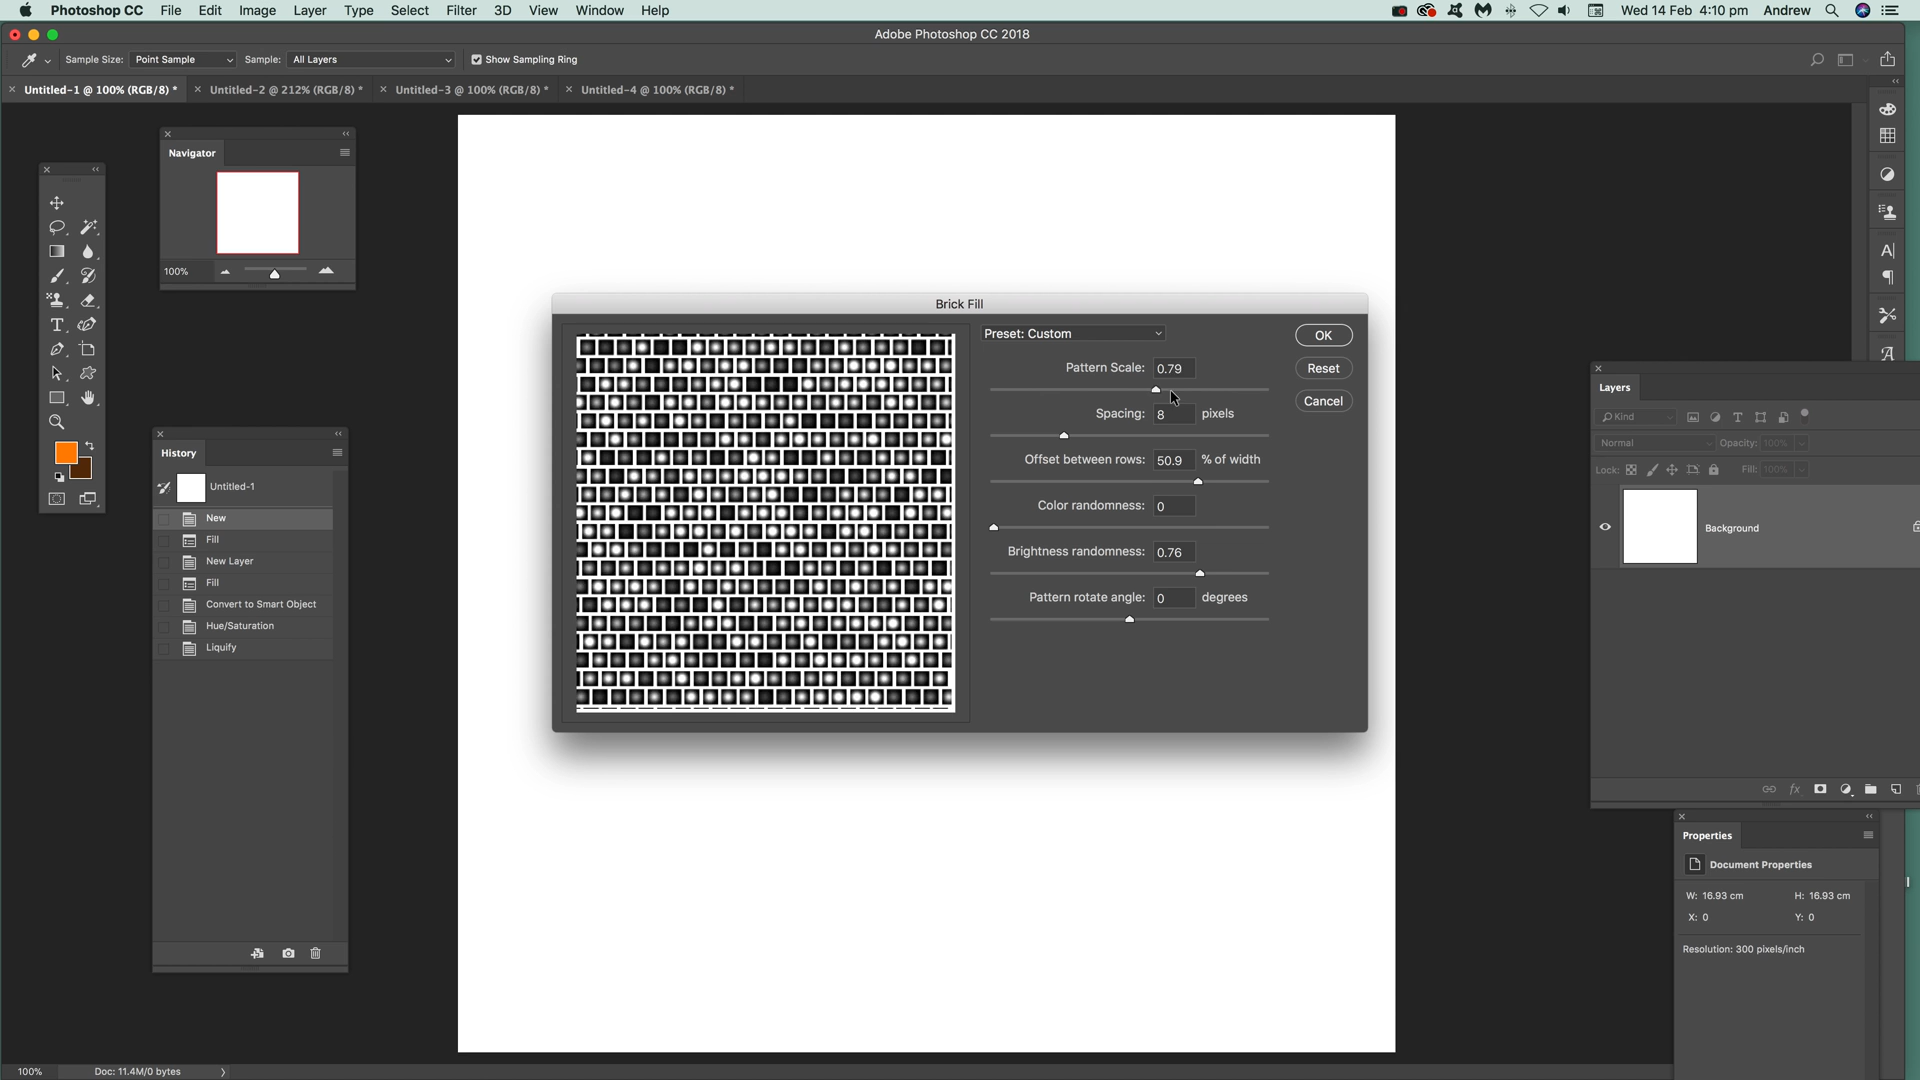 Photoshop CC File Edit Image Layer Type Select Filter 3D View Window Help Wed 14 Feb 4:10 pm Andrew
Adobe Photoshop CC 2018
Sample Size: Point Sample Sample: All Layers Show Sampling Ring
Untitled-1 @ 100% (RGB/8) * Untitled-2 @ 212% (RGB/8) * Untitled-3 @ 100% (RGB/8) * Untitled-4 @ 100% (RGB/8) *
Navigator
100%
History
Untitled-1
New
Fill
New Layer
Fill
Convert to Smart Object
Hue/Saturation
Liquify
Brick Fill
Preset: Custom
OK
Pattern Scale: 0.79
Reset
Spacing: 8 pixels
Cancel
Offset between rows: 50.9 % of width
Color randomness: 0
Brightness randomness: 0.76
Pattern rotate angle: 0 degrees
Layers
Kind
Normal Opacity: 100%
Lock: Fill: 100%
Background
Properties
Document Properties
W: 16.93 cm H: 16.93 cm
X: 0 Y: 0
Resolution: 300 pixels/inch
100% Doc: 11.4M/0 bytes